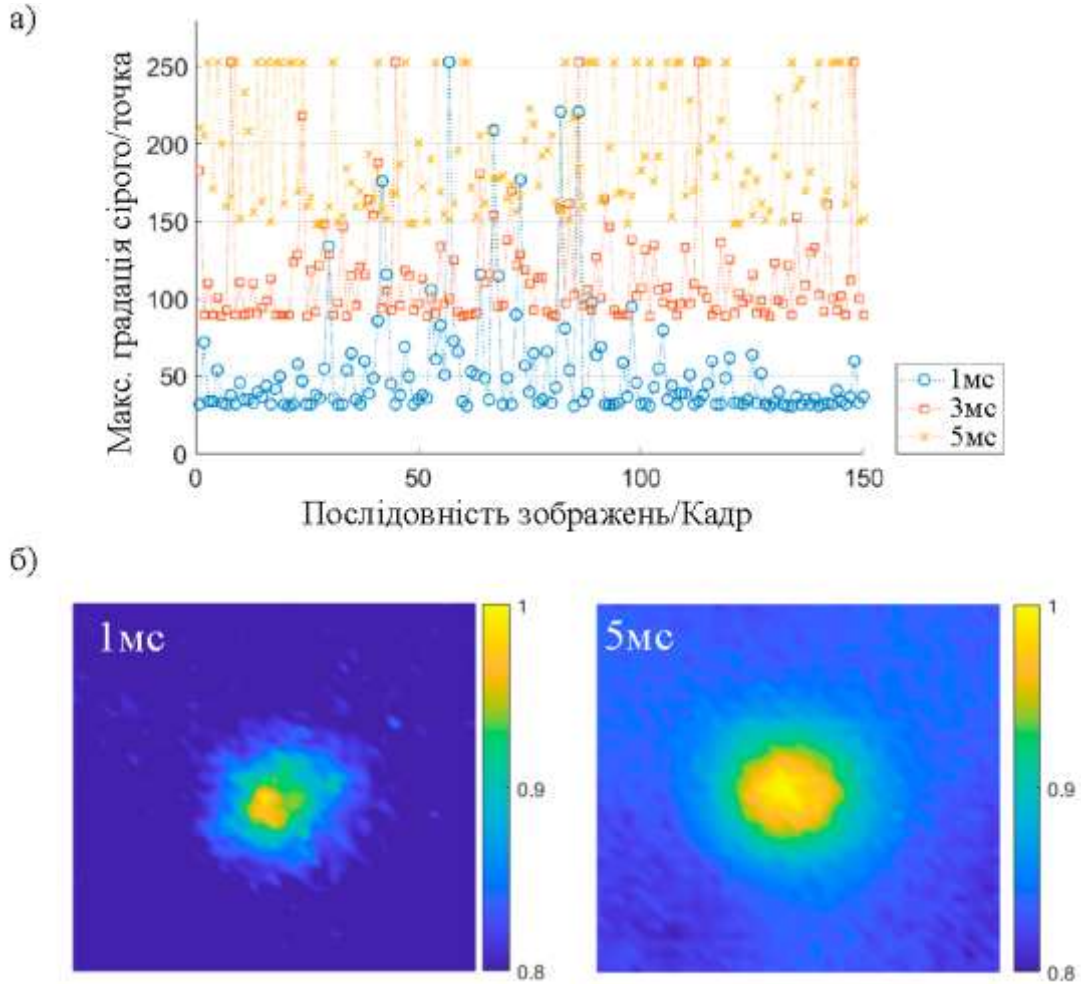 а)
Макс. градація сірого/точка
250
200
150
100
50
0
0
50
100
150
Послідовність зображень/Кадр
1мс
3мс
5мс
б)
1мс
1
0.9
0.8
5мс
1
0.9
0.8